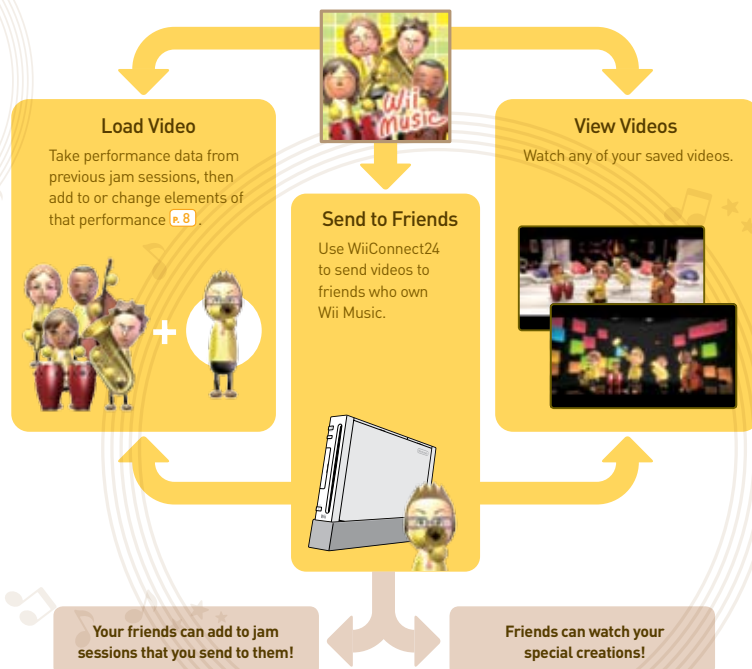 Wii
Music
Load Video
Take performance data from
previous jam sessions, then
add to or change elements of
that performance P. 8 .
+
Send to Friends
Use WiiConnect24
to send videos to
friends who own
Wii Music.
View Videos
Watch any of your saved videos.
Your friends can add to jam
sessions that you send to them!
Friends can watch your
special creations!